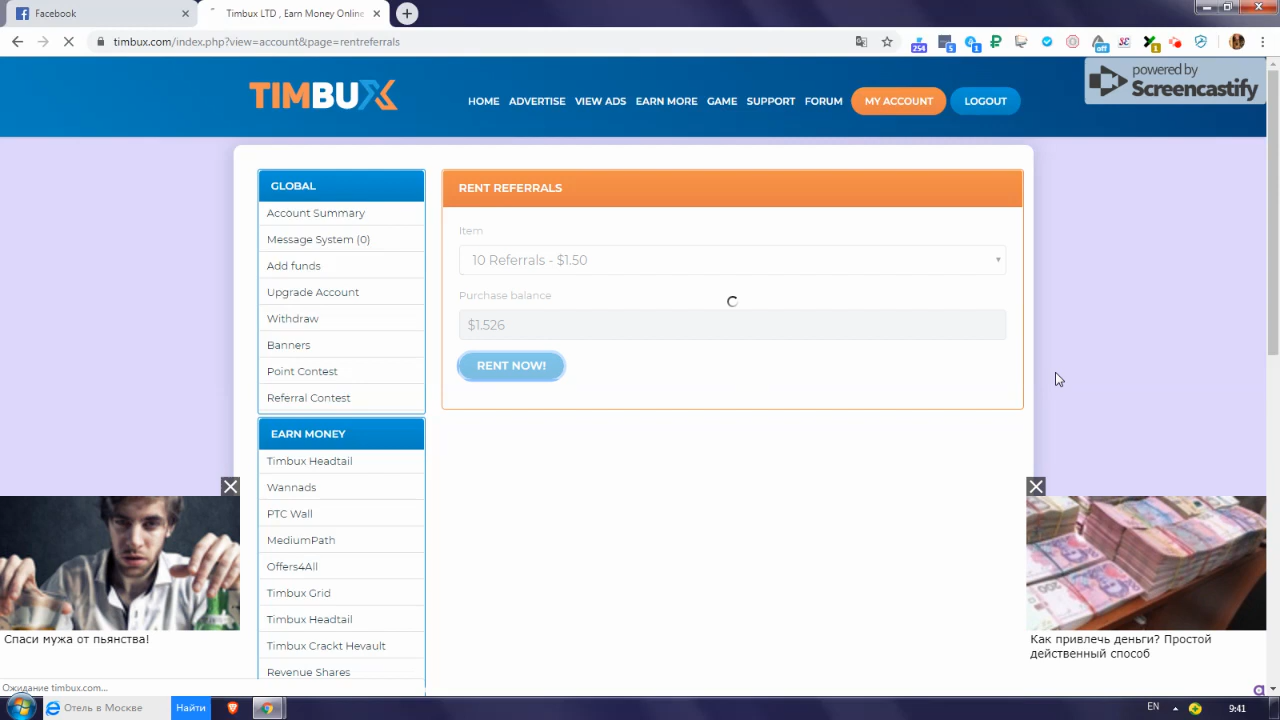 Facebook
Timbux LTD , Earn Money Online
timbux.com/index.php?view=account&page=rentreferrals
254
5
1
off
1
TIMBUX
HOME
ADVERTISE
VIEW ADS
EARN MORE
GAME
SUPPORT
FORUM
MY ACCOUNT
LOGOUT
powered by
Screencastify
GLOBAL
Account Summary
Message System (0)
Add funds
Upgrade Account
Withdraw
Banners
Point Contest
Referral Contest
EARN MONEY
Timbux Headtail
Wannads
PTC Wall
MediumPath
Offers4All
Timbux Grid
Timbux Headtail
Timbux Crackt Hevault
Revenue Shares
RENT REFERRALS
Item
10 Referrals - $1.50
Purchase balance
$1.526
RENT NOW!
Спаси мужа от пьянства!
Как привлечь деньги? Простой
действенный способ
Ожидание timbux.com...
Отель в Москве
Найти
EN
9:41